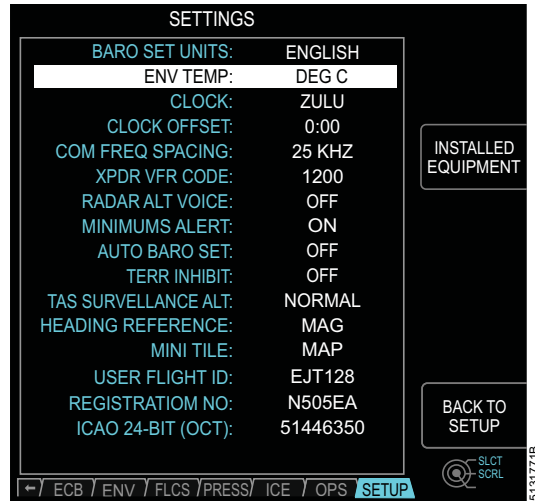 SETTINGS
BARO SET UNITS: ENGLISH
ENV TEMP: DEG C
CLOCK: ZULU
CLOCK OFFSET: 0:00
COM FREQ SPACING: 25 KHZ
XPDR VFR CODE: 1200
RADAR ALT VOICE: OFF
MINIMUMS ALERT: ON
AUTO BARO SET: OFF
TERR INHIBIT: OFF
TAS SURVELLANCE ALT: NORMAL
HEADING REFERENCE: MAG
MINI TILE: MAP
USER FLIGHT ID: EJT128
REGISTRATIOM NO: N505EA
ICAO 24-BIT (OCT): 51446350
INSTALLED
EQUIPMENT
BACK TO
SETUP
SLCT
SCRL
ECB ENV FLCS PRESS ICE OPS SETUP
5131771B